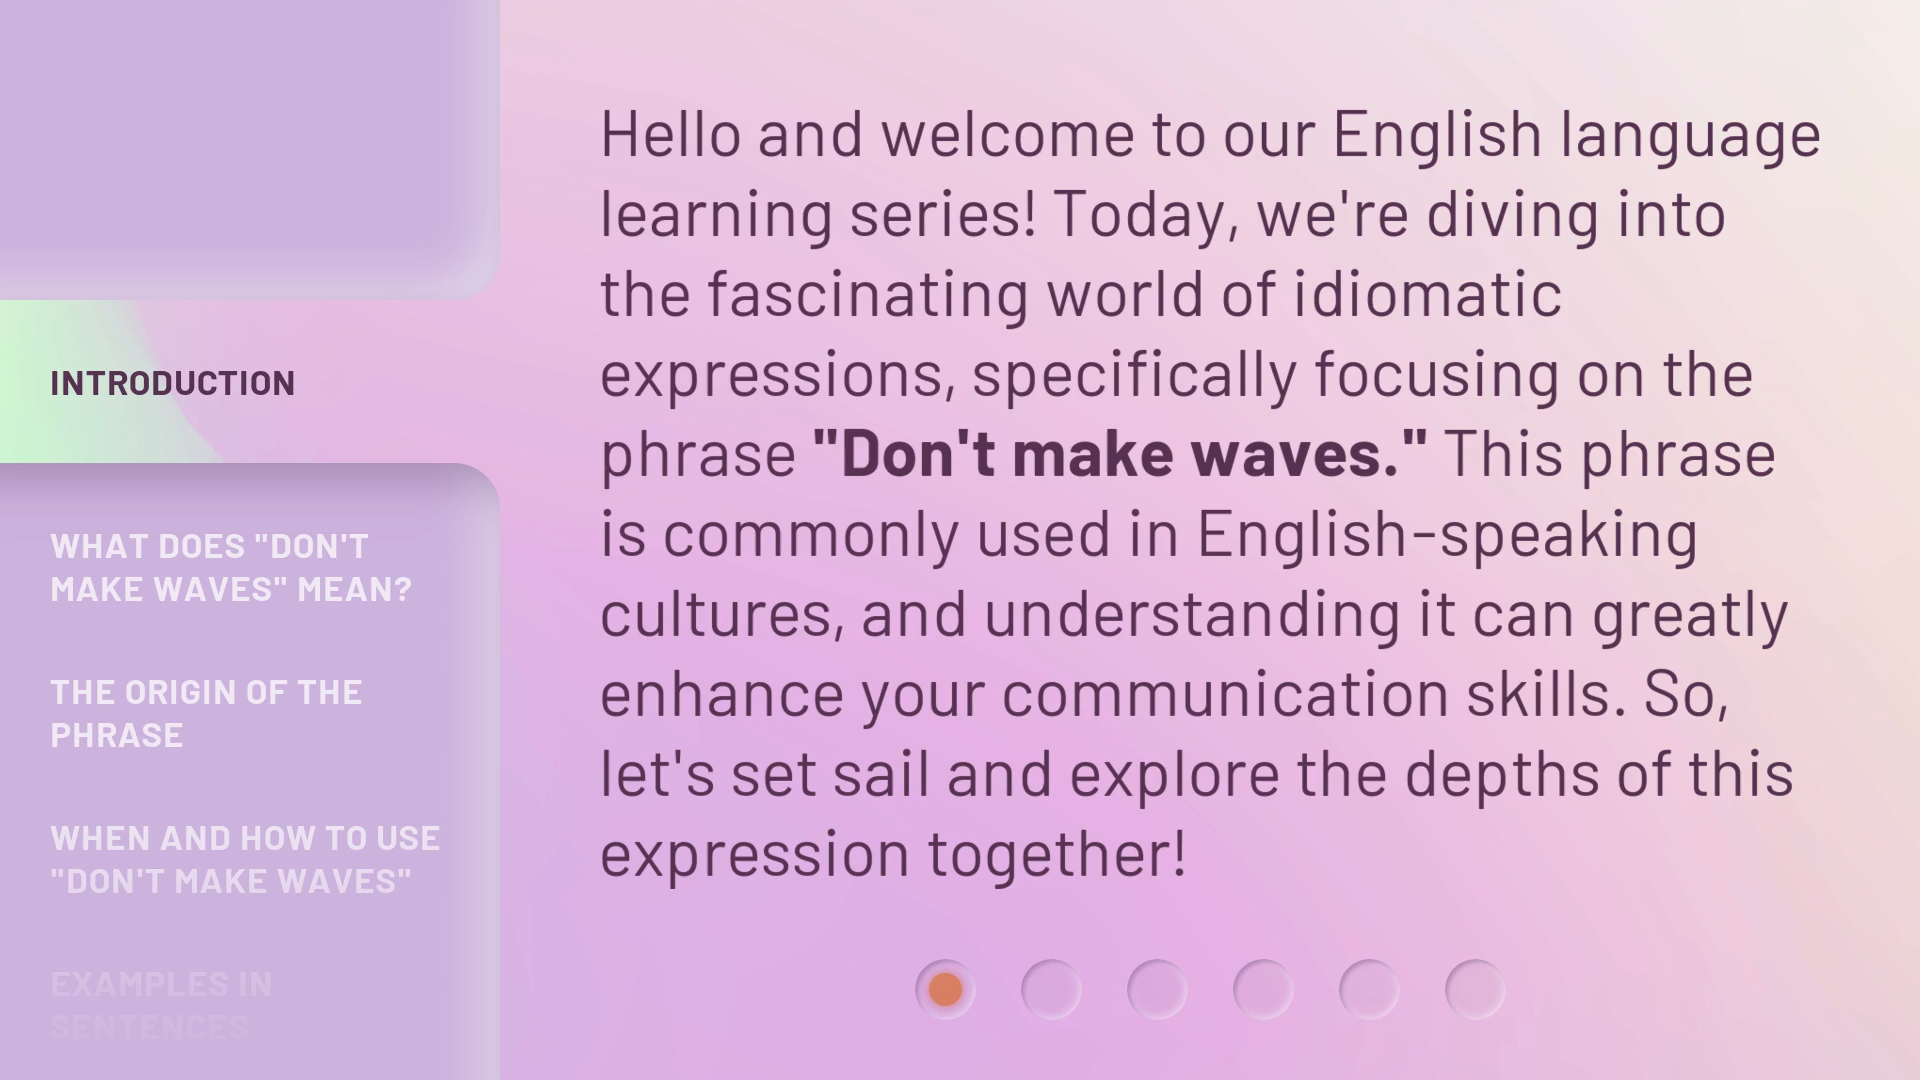 INTRODUCTION
WHAT DOES "DON'T
MAKE WAVES" MEAN?
THE ORIGIN OF THE
PHRASE
WHEN AND HOW TO USE
"DON'T MAKE WAVES"
EXAMPLES IN
SENTENCES
Hello and welcome to our English language
learning series! Today, we're diving into
the fascinating world of idiomatic
expressions, specifically focusing on the
phrase "Don't make waves." This phrase
is commonly used in English-speaking
cultures, and understanding it can greatly
enhance your communication skills. So,
let's set sail and explore the depths of this
expression together!